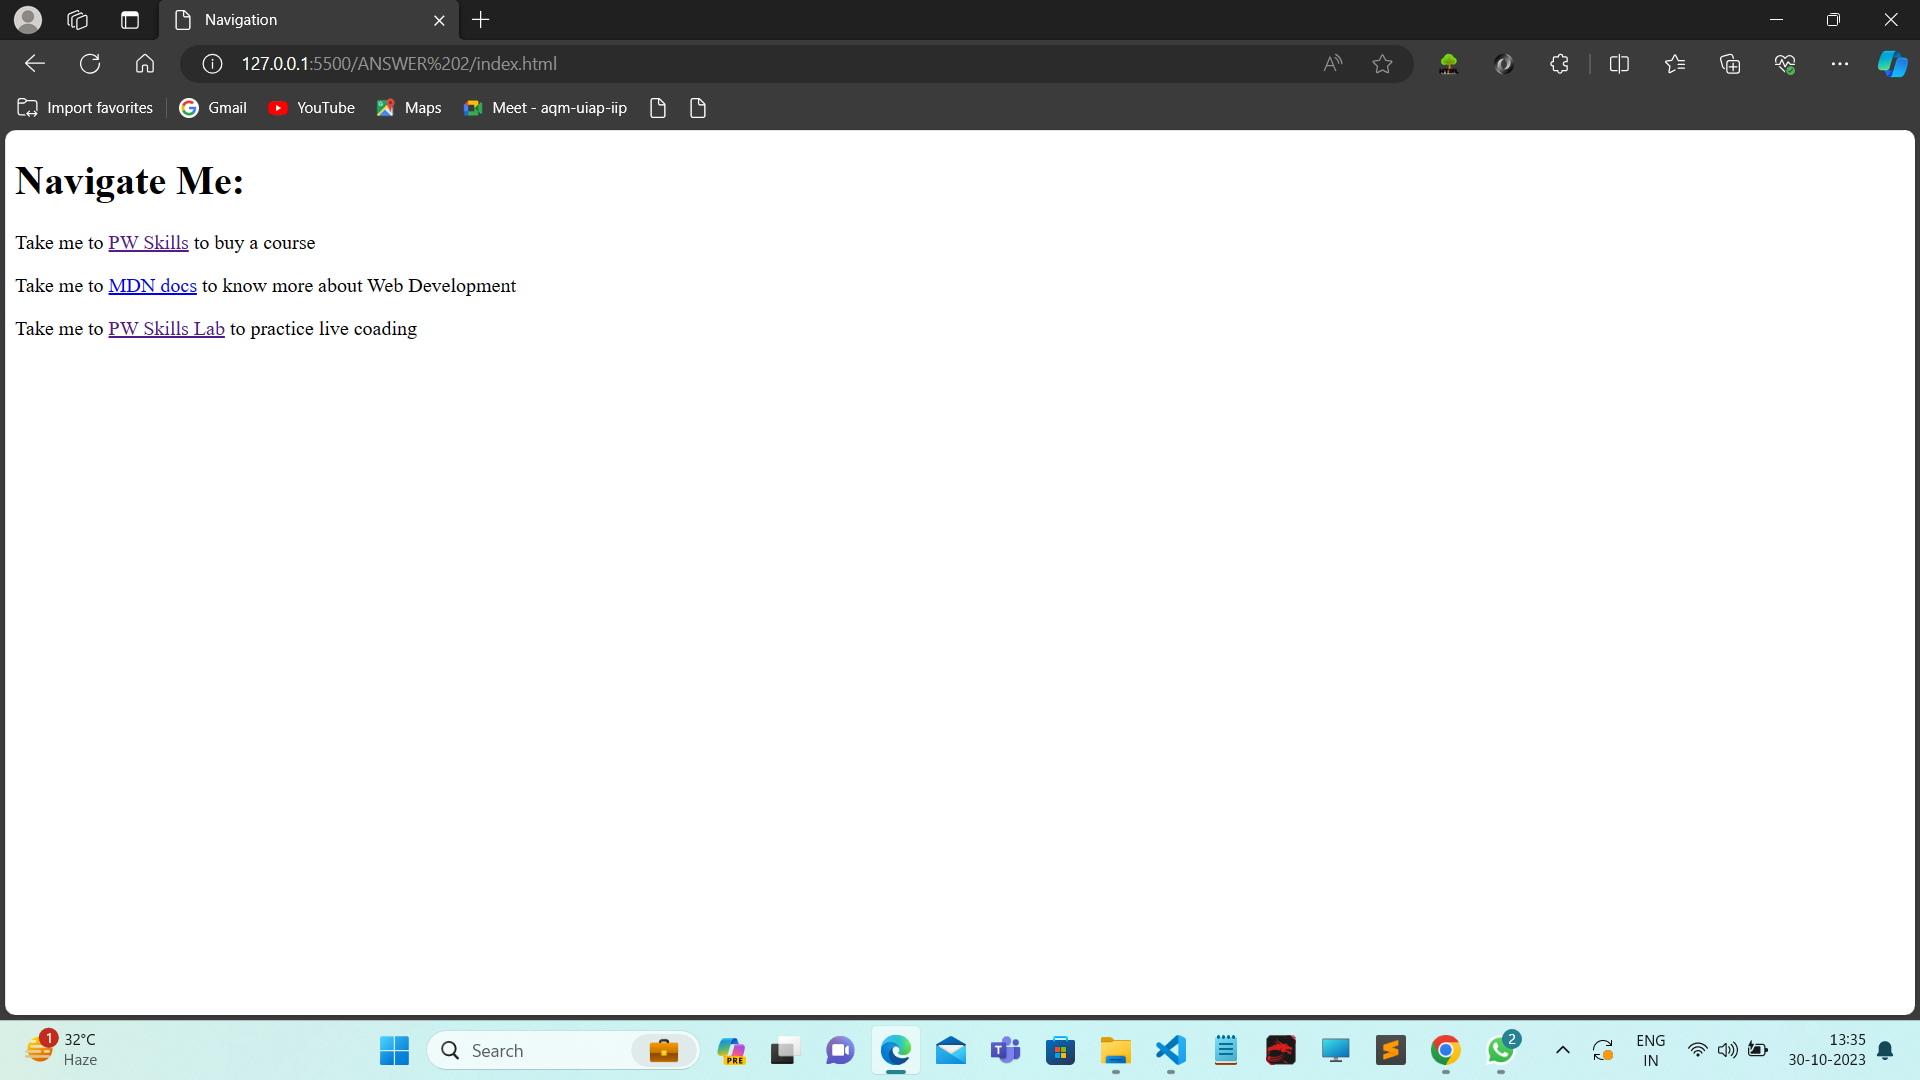 Navigation
127.0.0.1:5500/ANSWER%202/index.html
Import favorites
Gmail
YouTube
Maps
Meet - aqm-uiap-iip
Navigate Me:
Take me to PW Skills to buy a course
Take me to MDN docs to know more about Web Development
Take me to PW Skills Lab to practice live coading
1
32°C
Haze
Search
PRE
2
ENG
IN
13:35
30-10-2023